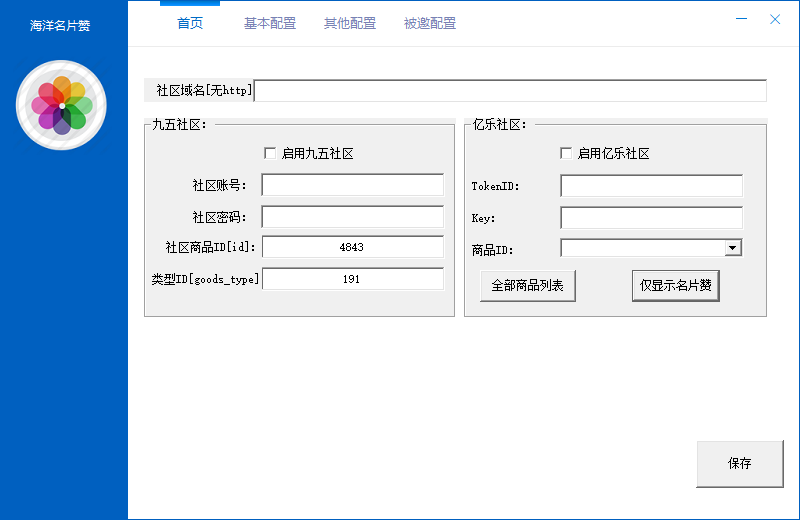 海洋名片赞
首页 基本配置 其他配置 被邀配置
社区域名[无http]
九五社区：
启用九五社区
社区账号：
社区密码：
社区商品ID[id]: 4843
类型ID[goods_type] 191
亿乐社区：
启用亿乐社区
TokenID:
Key:
商品ID:
全部商品列表 仅显示名片赞
保存